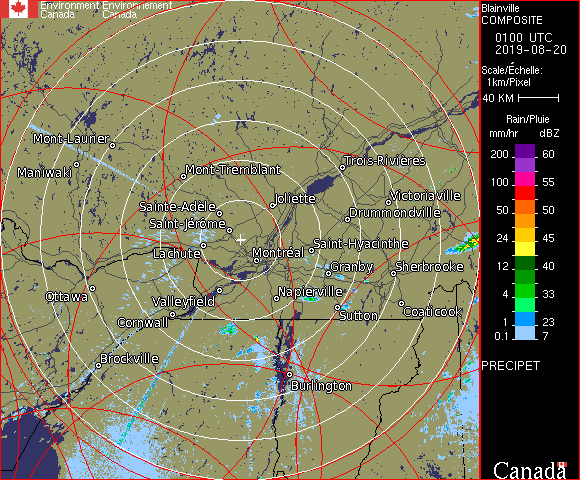 Environment Environnement
Canada Canada
Blainville
COMPOSITE
0100 UTC
2019-08-20
Scale/Échelle:
1km/Pixel
40 KM
Rain/Pluie
mm/hr dBZ
200 60
100 55
50 50
24 45
12 40
4 33
1 23
0.1 7
PRECIPET
Canada
Mont-Laurier
Maniwaki
Mont-Tremblant
Trois-Rivières
Joliette
Victoriaville
Sainte-Adèle
Drummondville
Saint-Jérôme
Lachute
Montréal
Saint-Hyacinthe
Granby
Sherbrooke
Ottawa
Valleyfield
Napierville
Cornwall
Sutton
Coaticook
Brockville
Burlington